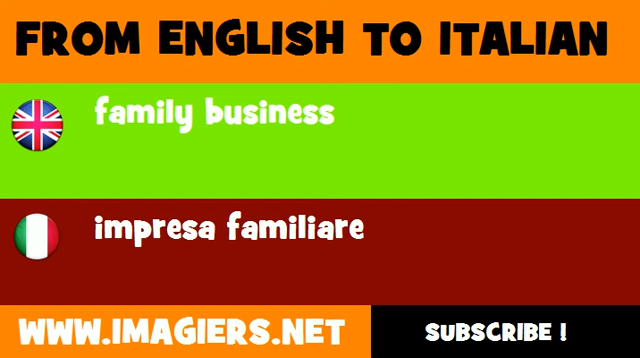 FROM ENGLISH TO ITALIAN
family business
impresa familiare
WWW.IMAGIERS.NET
SUBSCRIBE !